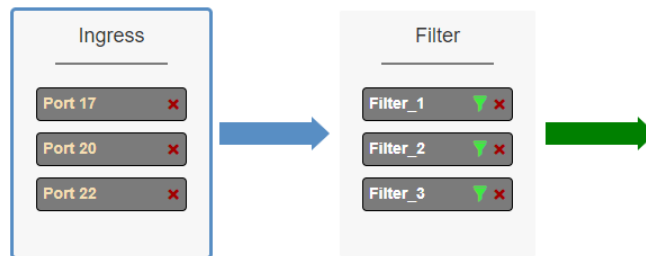 Ingress
Port 17
Port 20
Port 22
Filter
Filter_1
Filter_2
Filter_3